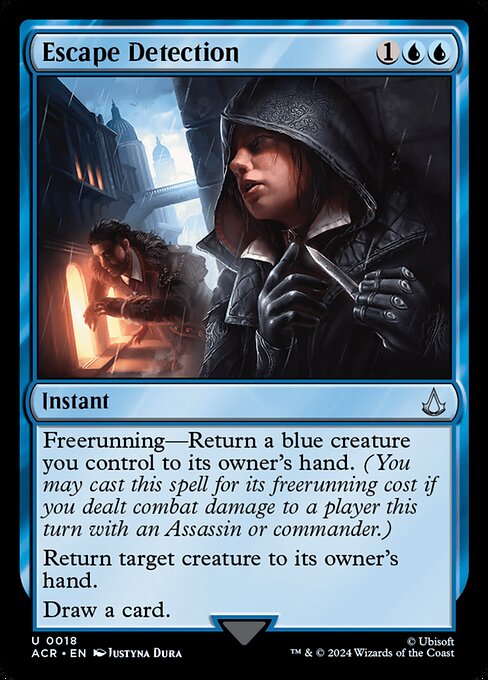 Escape Detection 1
Instant
Freerunning—Return a blue creature
you control to its owner's hand. (You
may cast this spell for its freerunning cost if
you dealt combat damage to a player this
turn with an Assassin or commander.)
Return target creature to its owner's
hand.
Draw a card.
U 0018 © Ubisoft
ACR • EN Justyna Dura ™ & © 2024 Wizards of the Coast